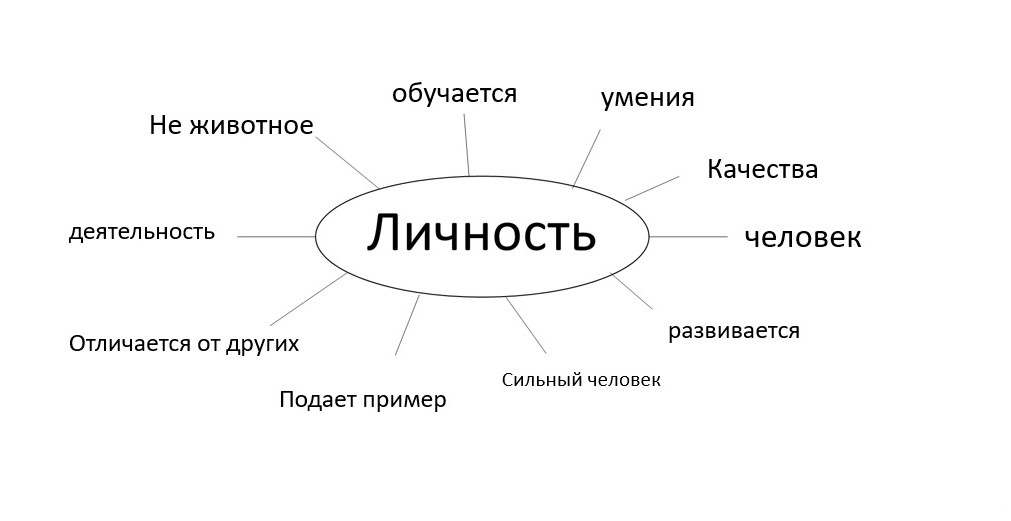 обучается
умения
Не животное
Качества
Личность
деятельность
человек
развивается
Отличается от других
Сильный человек
Подает пример